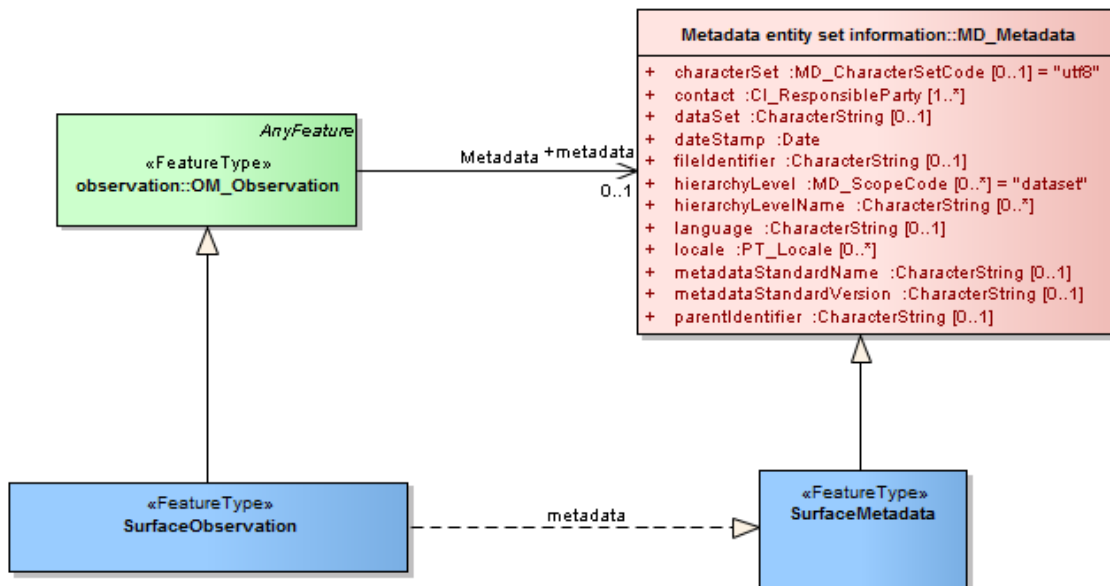 Metadata entity set information::MD_Metadata
+ characterSet :MD_CharacterSetCode [0..1] = "utf8"
+ contact :CI_ResponsibleParty [1..*]
+ dataSet :CharacterString [0..1]
+ dateStamp :Date
+ fileIdentifier :CharacterString [0..1]
+ hierarchyLevel :MD_ScopeCode [0..*] = "dataset"
+ hierarchyLevelName :CharacterString [0..*]
+ language :CharacterString [0..1]
+ locale :PT_Locale [0..*]
+ metadataStandardName :CharacterString [0..1]
+ metadataStandardVersion :CharacterString [0..1]
+ parentIdentifier :CharacterString [0..1]
AnyFeature
«FeatureType»
observation::OM_Observation
Metadata +metadata
0..1
«FeatureType»
SurfaceObservation
metadata
«FeatureType»
SurfaceMetadata